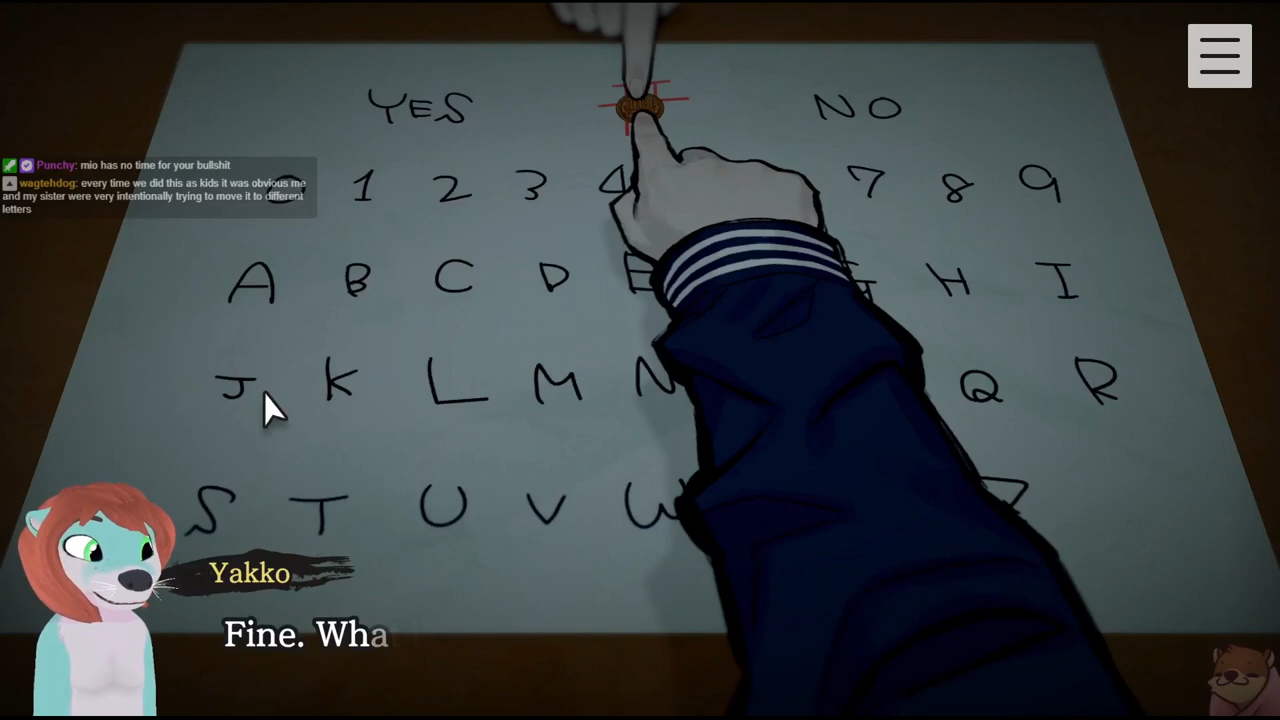 YES NO
Punchy: mio has no time for your bullshit
wagtehdog: every time we did this as kids it was obvious me
and my sister were very intentionally trying to move it to different
letters
0 1 2 3 4 7 8 9
A B C D E G H I
J K L M N Q R
S T U V W
Yakko
Fine. Wha